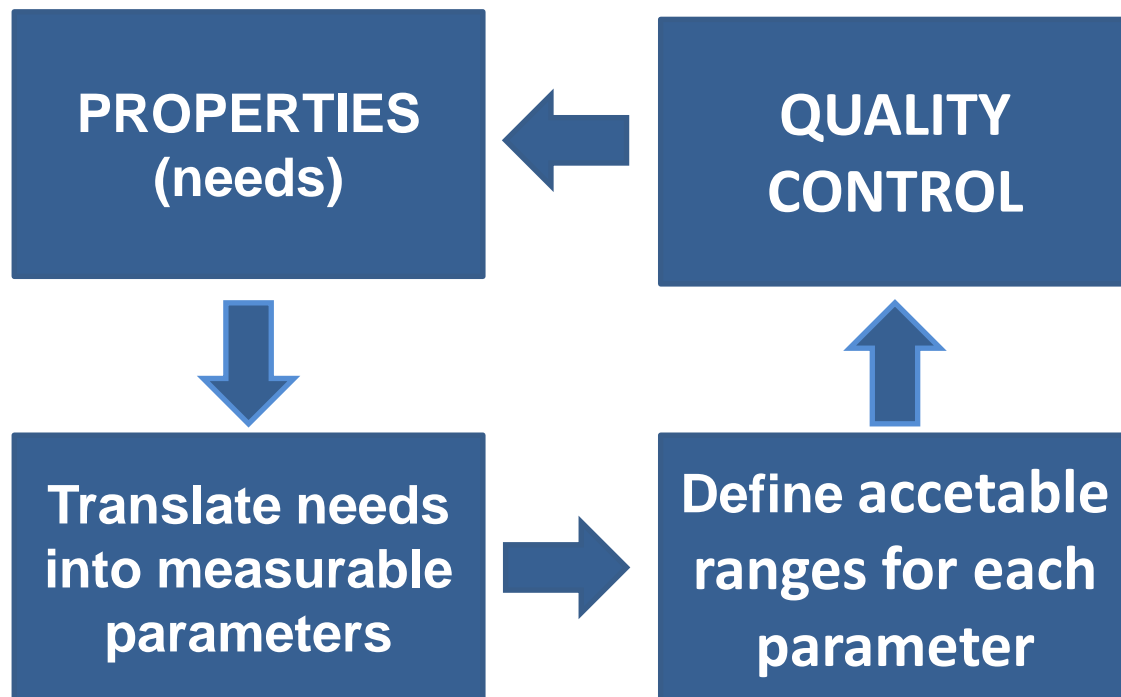 PROPERTIES
(needs)
QUALITY
CONTROL
Translate needs
into measurable
parameters
Define accetable
ranges for each
parameter